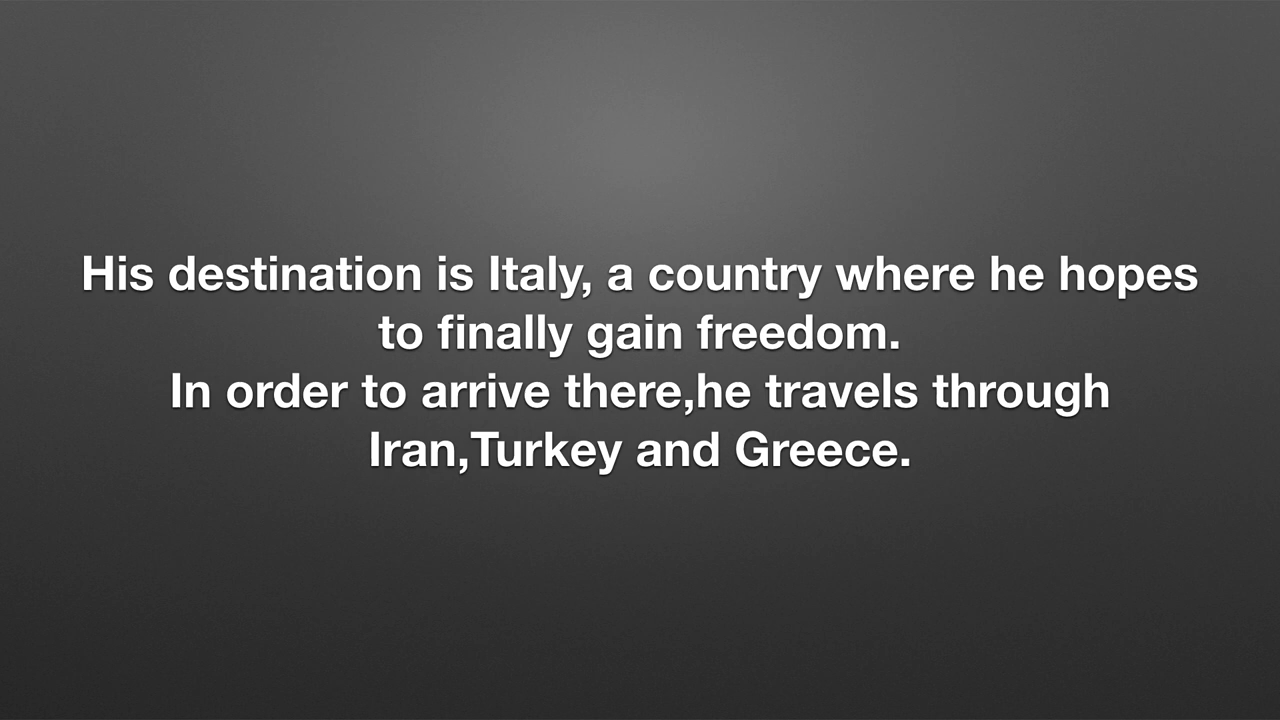 His destination is Italy, a country where he hopes
to finally gain freedom.
In order to arrive there,he travels through
Iran,Turkey and Greece.